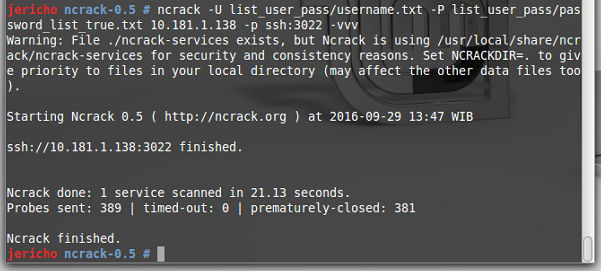 jericho ncrack-0.5 # ncrack -U list_user_pass/username.txt -P list_user_pass/pas
sword_list_true.txt 10.181.1.138 -p ssh:3022 -vvv
Warning: File ./ncrack-services exists, but Ncrack is using /usr/local/share/ncr
ack/ncrack-services for security and consistency reasons. Set NCRACKDIR=. to giv
e priority to files in your local directory (may affect the other data files too
).
Starting Ncrack 0.5 ( http://ncrack.org ) at 2016-09-29 13:47 WIB
ssh://10.181.1.138:3022 finished.
Ncrack done: 1 service scanned in 21.13 seconds.
Probes sent: 389 | timed-out: 0 | prematurely-closed: 381
Ncrack finished.
jericho ncrack-0.5 #